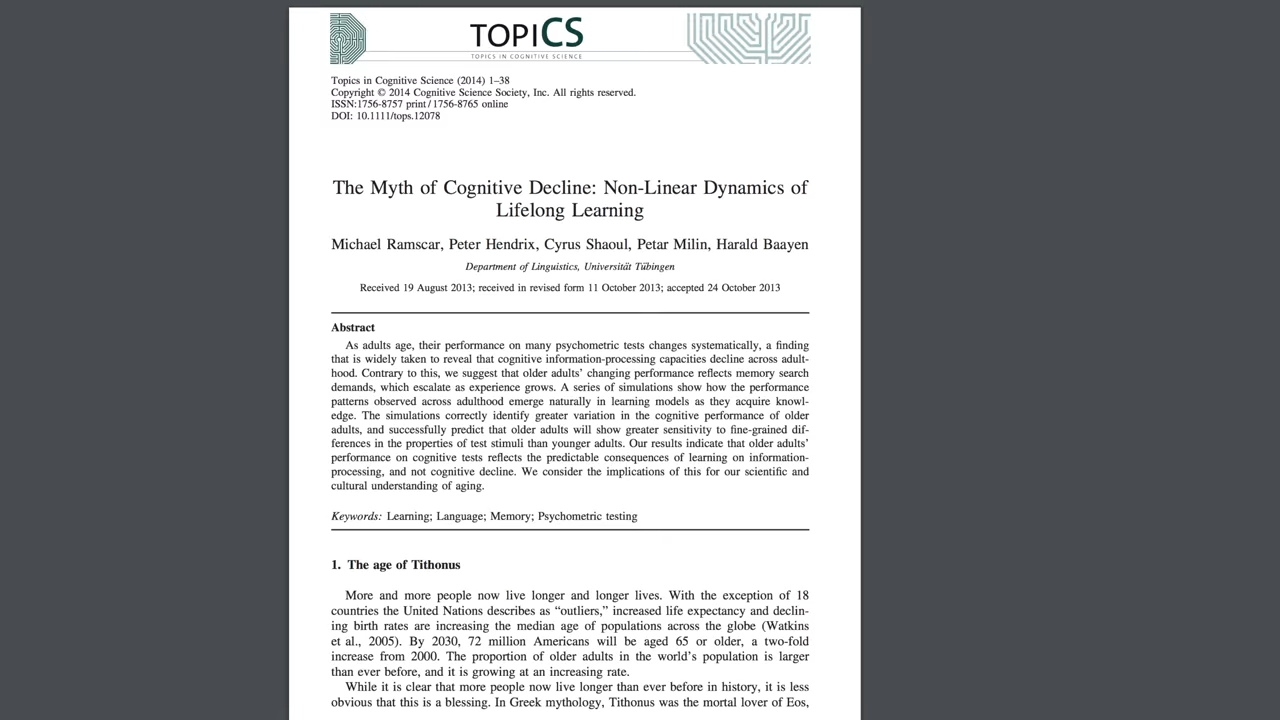 TOPICS
TOPICS IN COGNITIVE SCIENCE
Topics in Cognitive Science (2014) 1–38
Copyright © 2014 Cognitive Science Society, Inc. All rights reserved.
ISSN:1756-8757 print / 1756-8765 online
DOI: 10.1111/tops.12078
The Myth of Cognitive Decline: Non-Linear Dynamics of
Lifelong Learning
Michael Ramscar, Peter Hendrix, Cyrus Shaoul, Petar Milin, Harald Baayen
Department of Linguistics, Universität Tübingen
Received 19 August 2013; received in revised form 11 October 2013; accepted 24 October 2013
Abstract
As adults age, their performance on many psychometric tests changes systematically, a finding
that is widely taken to reveal that cognitive information-processing capacities decline across adult-
hood. Contrary to this, we suggest that older adults’ changing performance reflects memory search
demands, which escalate as experience grows. A series of simulations show how the performance
patterns observed across adulthood emerge naturally in learning models as they acquire knowl-
edge. The simulations correctly identify greater variation in the cognitive performance of older
adults, and successfully predict that older adults will show greater sensitivity to fine-grained dif-
ferences in the properties of test stimuli than younger adults. Our results indicate that older adults’
performance on cognitive tests reflects the predictable consequences of learning on information-
processing, and not cognitive decline. We consider the implications of this for our scientific and
cultural understanding of aging.
Keywords: Learning; Language; Memory; Psychometric testing
1. The age of Tithonus
More and more people now live longer and longer lives. With the exception of 18
countries the United Nations describes as “outliers,” increased life expectancy and declin-
ing birth rates are increasing the median age of populations across the globe (Watkins
et al., 2005). By 2030, 72 million Americans will be aged 65 or older, a two-fold
increase from 2000. The proportion of older adults in the world’s population is larger
than ever before, and it is growing at an increasing rate.
While it is clear that more people now live longer than ever before in history, it is less
obvious that this is a blessing. In Greek mythology, Tithonus was the mortal lover of Eos,